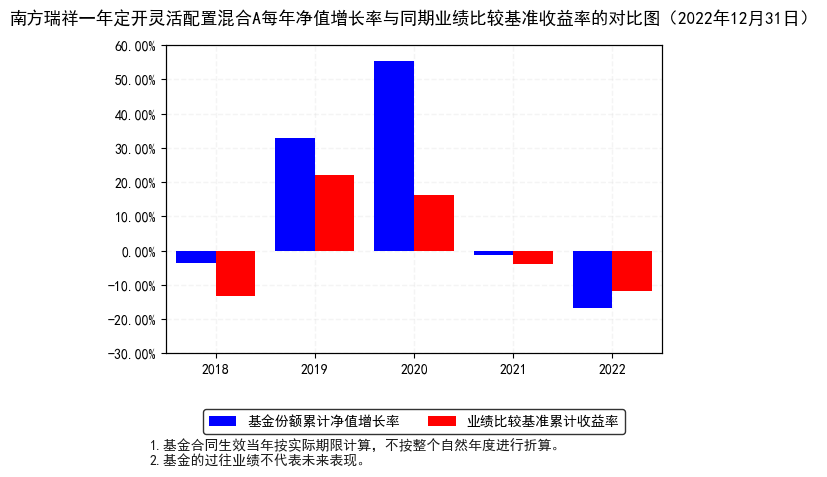 南方瑞祥一年定开灵活配置混合A每年净值增长率与同期业绩比较基准收益率的对比图（2022年12月31日）
60.00%
50.00%
40.00%
30.00%
20.00%
10.00%
0.00%
−10.00%
−20.00%
−30.00%
2018 2019 2020 2021 2022
基金份额累计净值增长率 业绩比较基准累计收益率
1.基金合同生效当年按实际期限计算，不按整个自然年度进行折算。
2.基金的过往业绩不代表未来表现。